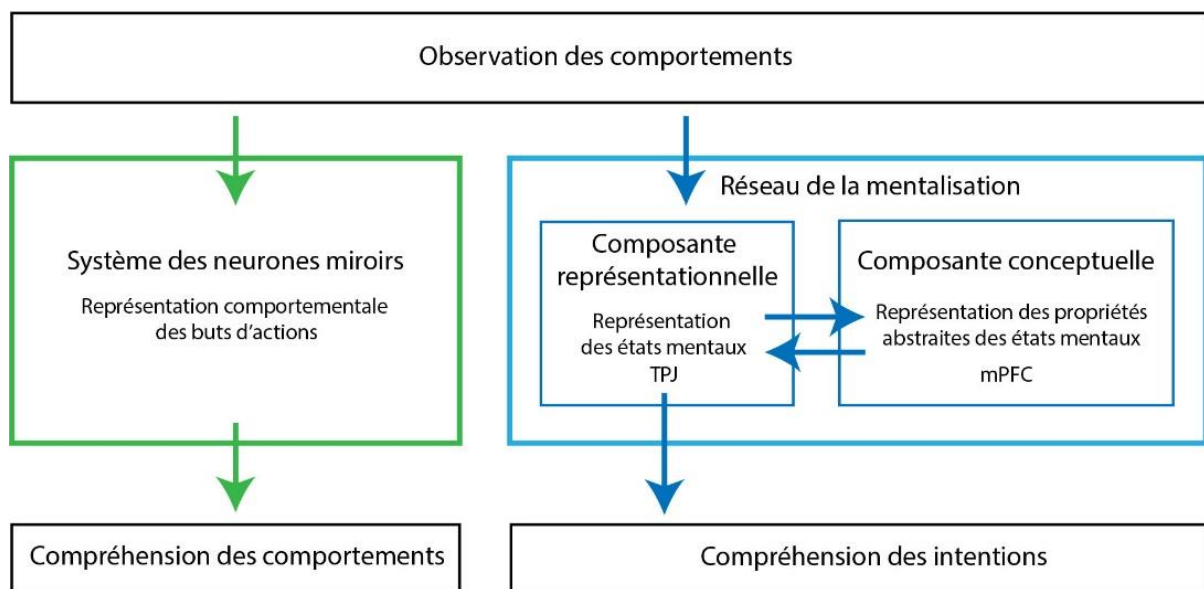 Observation des comportements
Système des neurones miroirs
Représentation comportementale
des buts d'actions
Réseau de la mentalisation
Composante
représentationnelle
Représentation
des états mentaux
TPJ
Composante conceptuelle
Représentation des propriétés
abstraites des états mentaux
mPFC
Compréhension des comportements
Compréhension des intentions